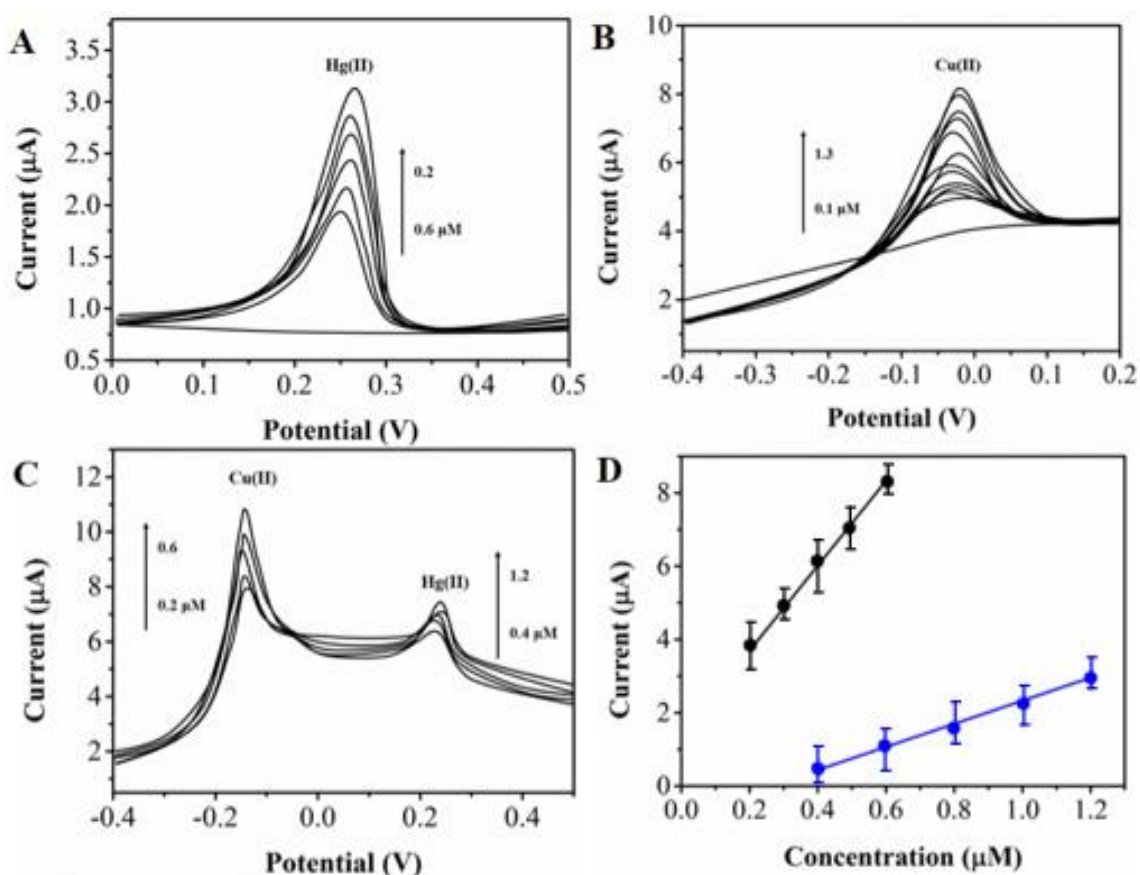 A
Current (µA)
3.5
3.0
2.5
2.0
1.5
1.0
0.5
Hg(II)
0.2
0.6 µM
0.0 0.1 0.2 0.3 0.4 0.5
Potential (V)
B
Current (µA)
10
8
6
4
2
Cu(II)
1.3
0.1 µM
-0.4 -0.3 -0.2 -0.1 0.0 0.1 0.2
Potential (V)
C
Current (µA)
12
10
8
6
4
2
Cu(II)
0.6
0.2 µM
Hg(II)
1.2
0.4 µM
-0.4 -0.2 0.0 0.2 0.4
Potential (V)
D
Current (µA)
8
6
4
2
0
0.0 0.2 0.4 0.6 0.8 1.0 1.2
Concentration (µM)